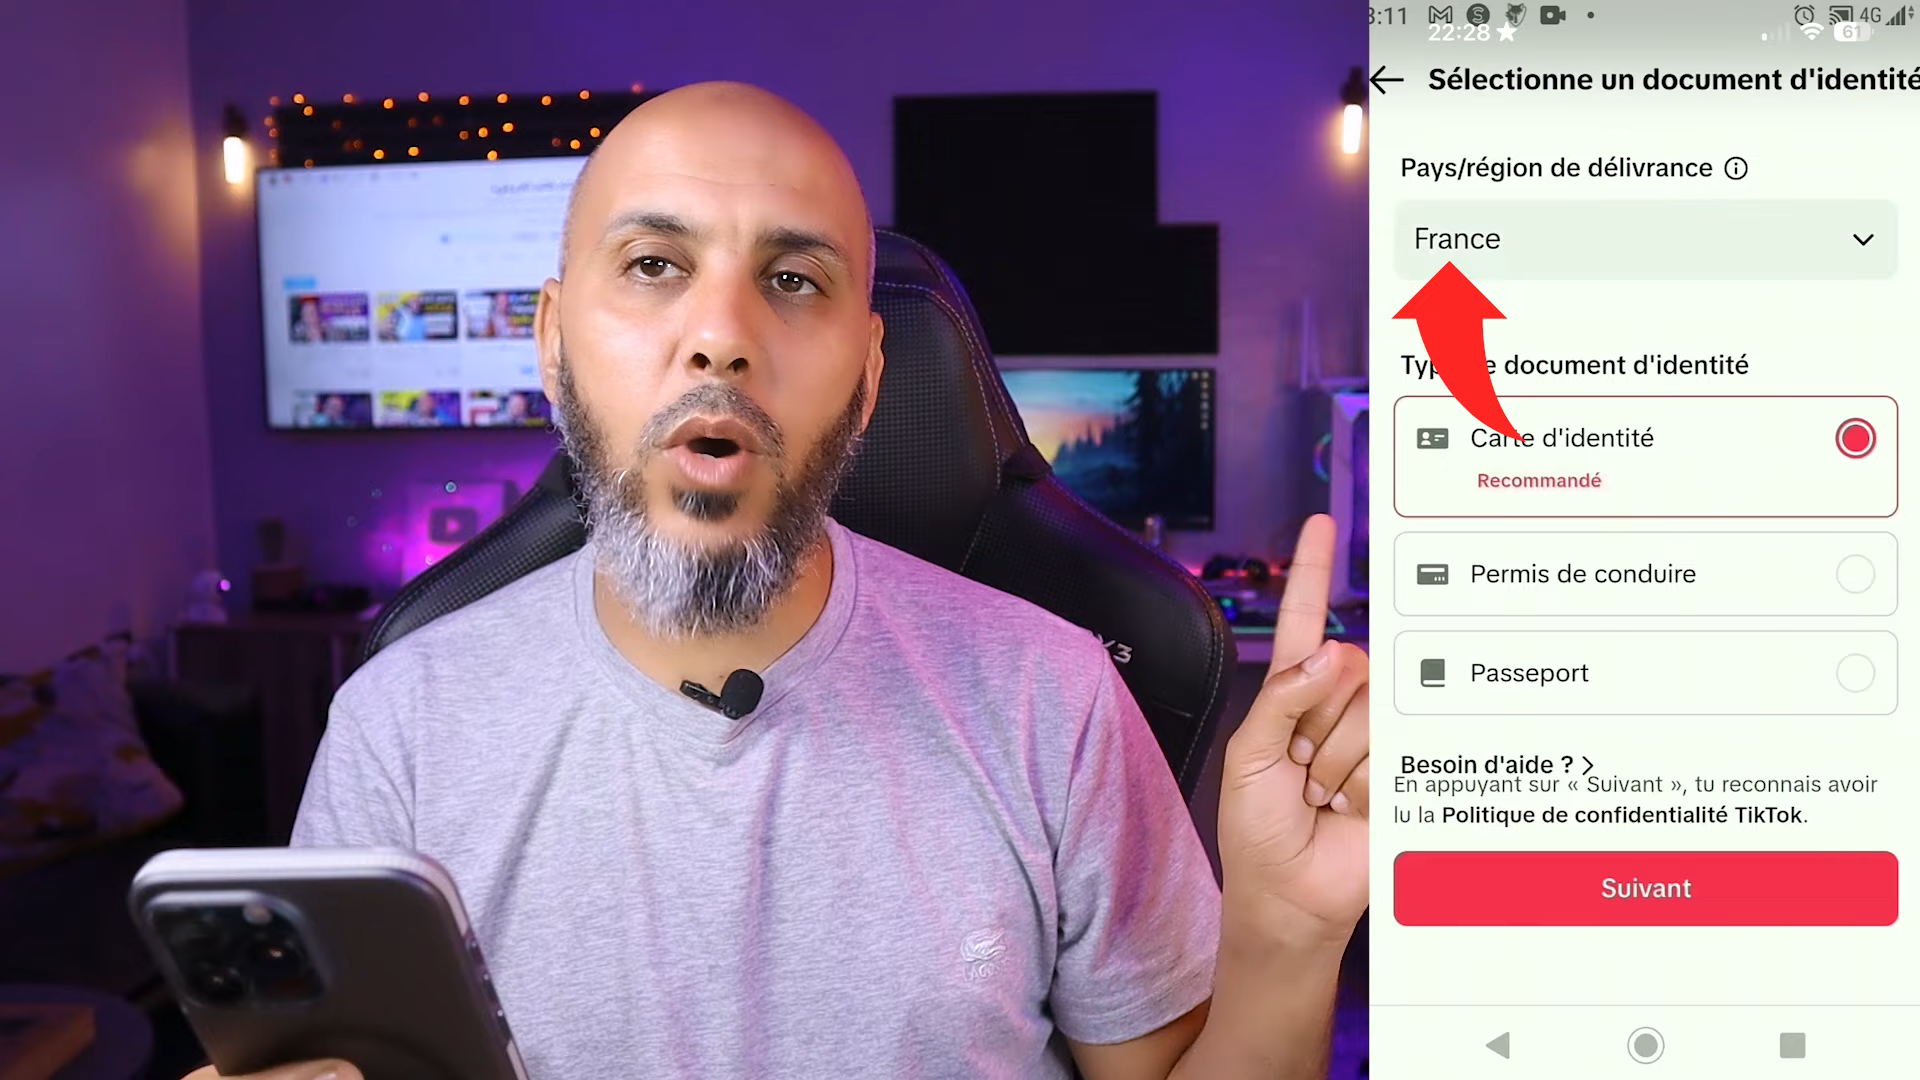 3:11
4G
22:28
61
Sélectionne un document d'identité
Pays/région de délivrance
France
de document d'identité
Carte d'identité
Recommandé
Permis de conduire
Passeport
Besoin d'aide ?
En appuyant sur « Suivant », tu reconnais avoir
lu la Politique de confidentialité TikTok.
Suivant